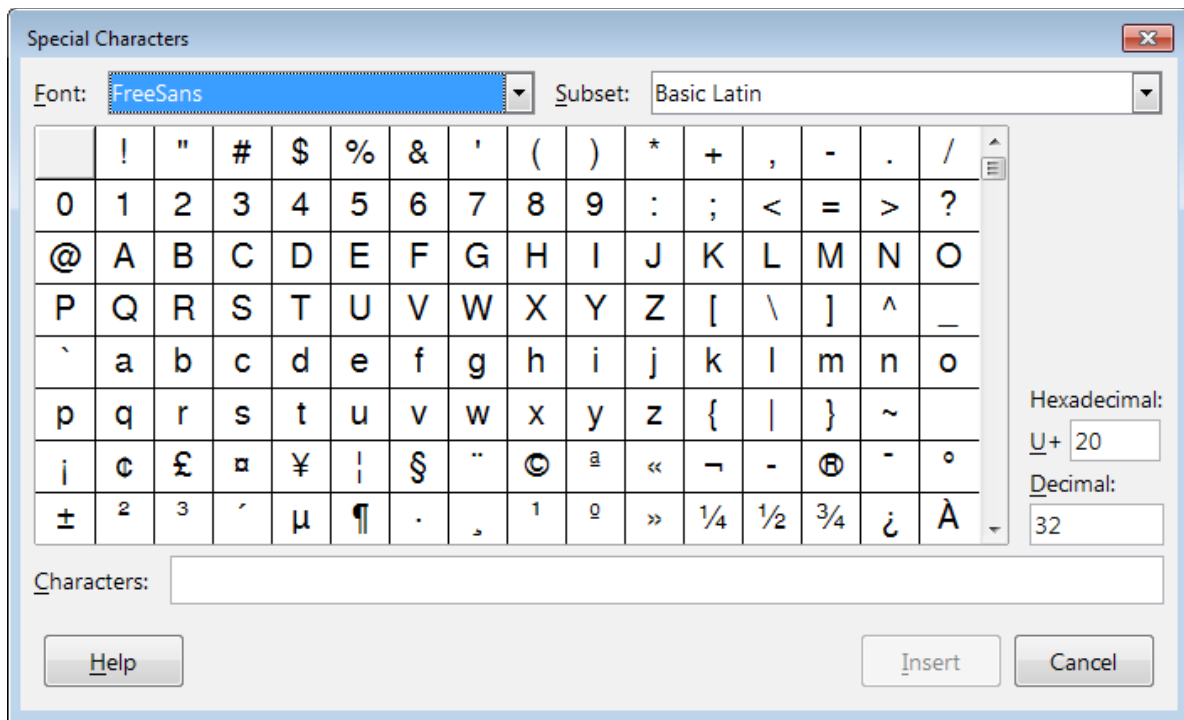 Special Characters
Font: FreeSans Subset: Basic Latin
! " # $ % & ' ( ) * + , - . /
0 1 2 3 4 5 6 7 8 9 : ; < = > ?
@ A B C D E F G H I J K L M N O
P Q R S T U V W X Y Z [ \ ] ^ _
` a b c d e f g h i j k l m n o
p q r s t u v w x y z { | } ~
¡ ¢ £ ¤ ¥ ¦ § ¨ © ª « ¬ - ® ¯ °
± ² ³ ´ µ ¶ · ¸ ¹ º » ¼ ½ ¾ ¿ À
Hexadecimal:
U+ 20
Decimal:
32
Characters:
Help Insert Cancel